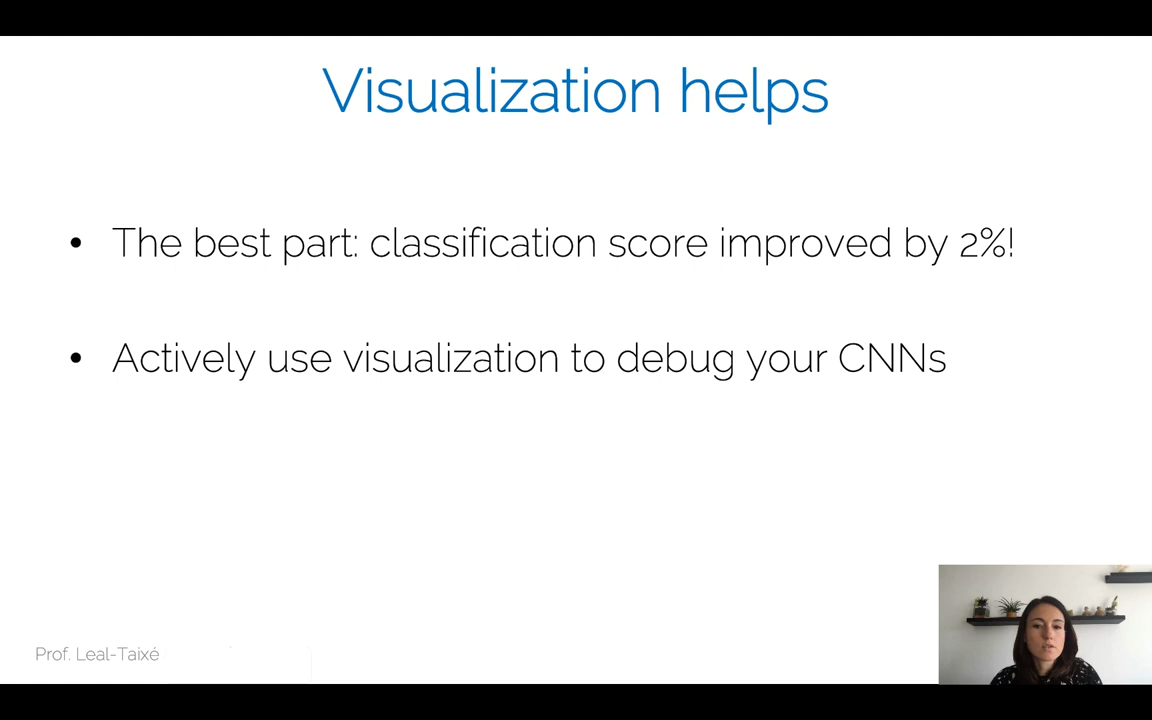 Visualization helps
• The best part: classification score improved by 2%!
• Actively use visualization to debug your CNNs
Prof. Leal-Taixé